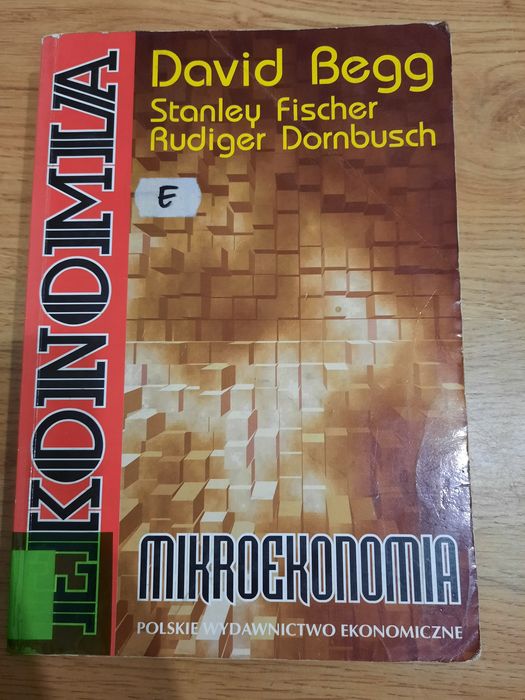 David Begg
Stanley Fischer
Rudiger Dornbusch
E
EKONOMIA
MIKROEKONOMIA
POLSKIE WYDAWNICTWO EKONOMICZNE